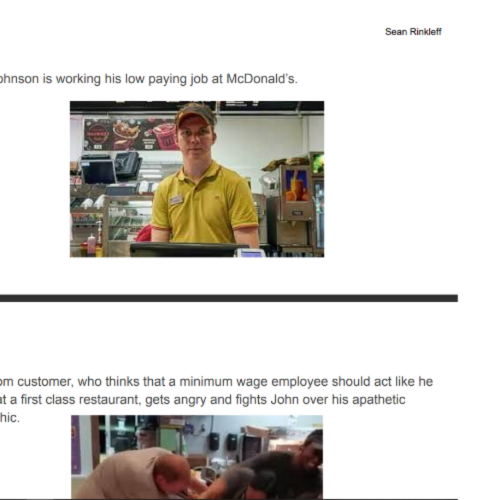 Sean Rinkleff
ohnson is working his low paying job at McDonald's.
om customer, who thinks that a minimum wage employee should act like he
at a first class restaurant, gets angry and fights John over his apathetic
hic.